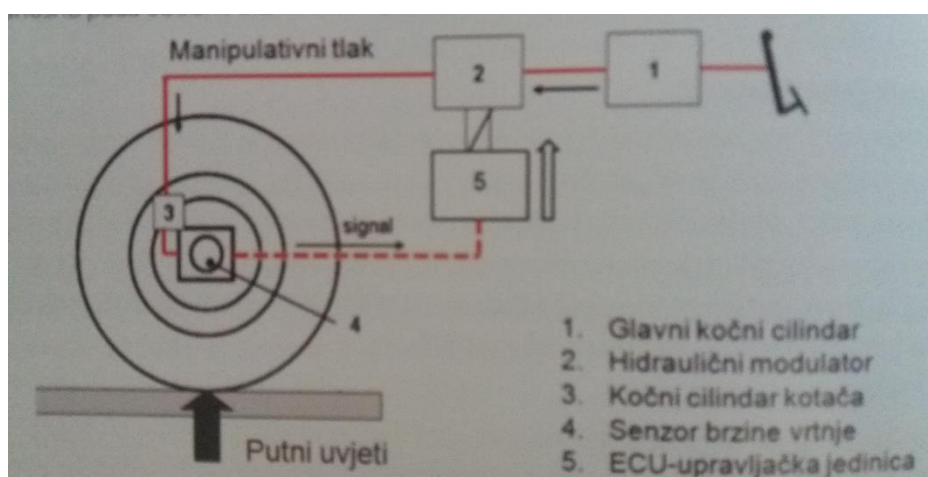 Manipulativni tlak
2
1
5
3
signal
4
1. Glavni kočni cilindar
2. Hidraulični modulator
3. Kočni cilindar kotača
4. Senzor brzine vrtnje
5. ECU-upravljačka jedinica
Putni uvjeti